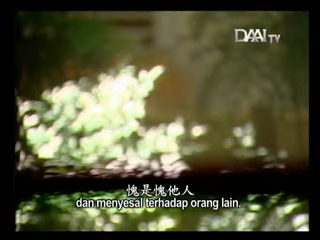 DAAI TV
愧是愧他人
dan menyesal terhadap orang lain.